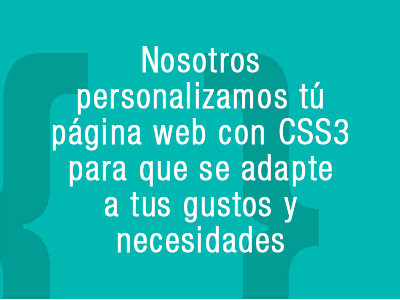 Nosotros
personalizamos tú
página web con CSS3
para que se adapte
a tus gustos y
necesidades